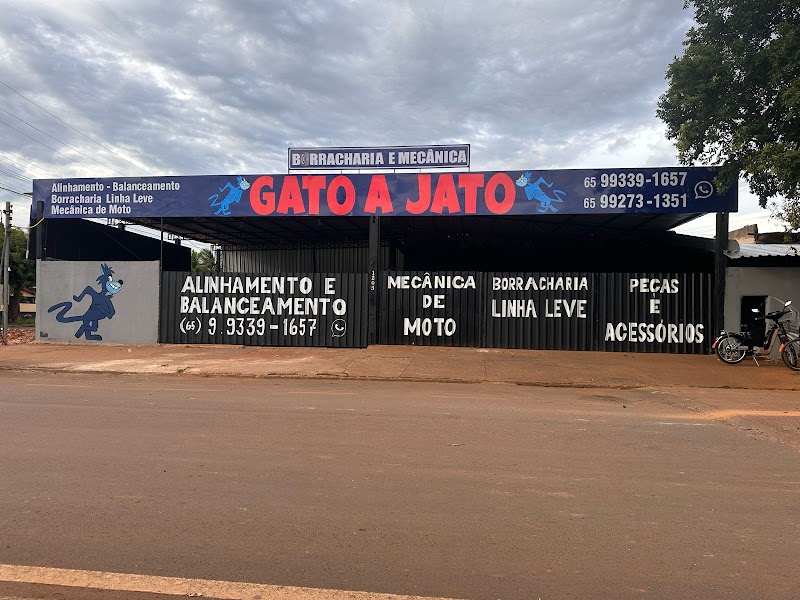 BORRACHARIA E MECÂNICA
Alinhamento - Balanceamento
Borracharia Linha Leve
Mecânica de Moto
GATO A JATO
65 99339-1657
65 99273-1351
ALINHAMENTO E
BALANCEAMENTO
(65) 9 9339-1657
1203
MECÂNICA
DE
MOTO
BORRACHARIA
LINHA LEVE
PEÇAS
E
ACESSÓRIOS